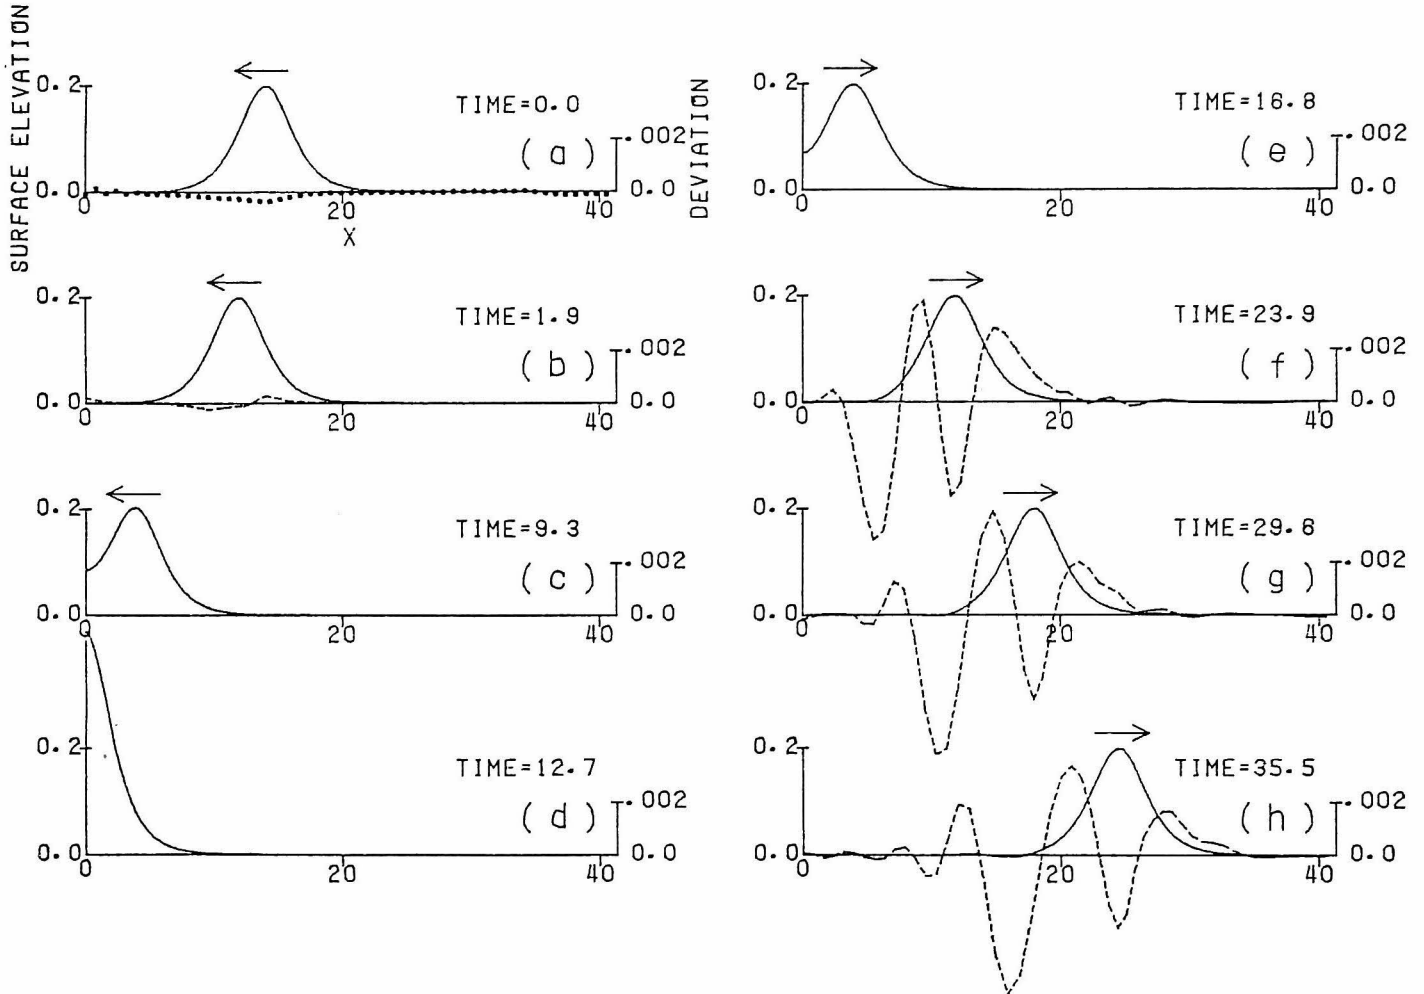 SURFACE ELEVATION
0.2
0.0
TIME=0.0
(a)
.002
0.0
0
20
40
X
0.2
0.0
TIME=1.9
(b)
.002
0.0
0
20
40
0.2
0.0
TIME=9.3
(c)
.002
0.0
0
20
40
0.2
0.0
TIME=12.7
(d)
.002
0.0
0
20
40
DEVIATION
0.2
0.0
TIME=16.8
(e)
.002
0.0
0
20
40
0.2
0.0
TIME=23.9
(f)
.002
0.0
0
20
40
0.2
0.0
TIME=29.6
(g)
.002
0.0
0
20
40
0.2
0.0
TIME=35.5
(h)
.002
0.0
0
20
40